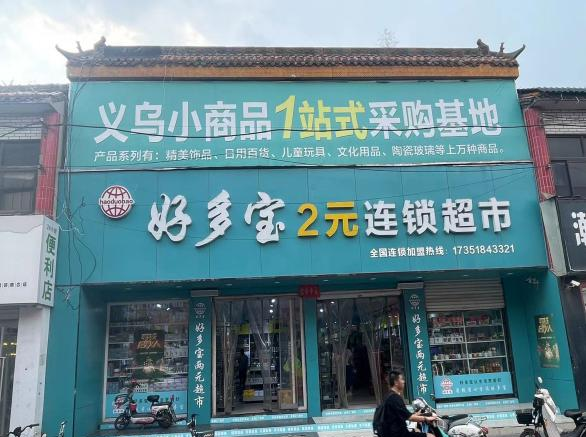 义乌小商品1站式采购基地
产品系列有：精美饰品、日用百货、儿童玩具、文化用品、陶瓷玻璃等上万种商品。
haoduobao
好多宝2元连锁超市
全国连锁加盟热线：17351843321
便利店
好多宝两元超市
好多宝两元超市